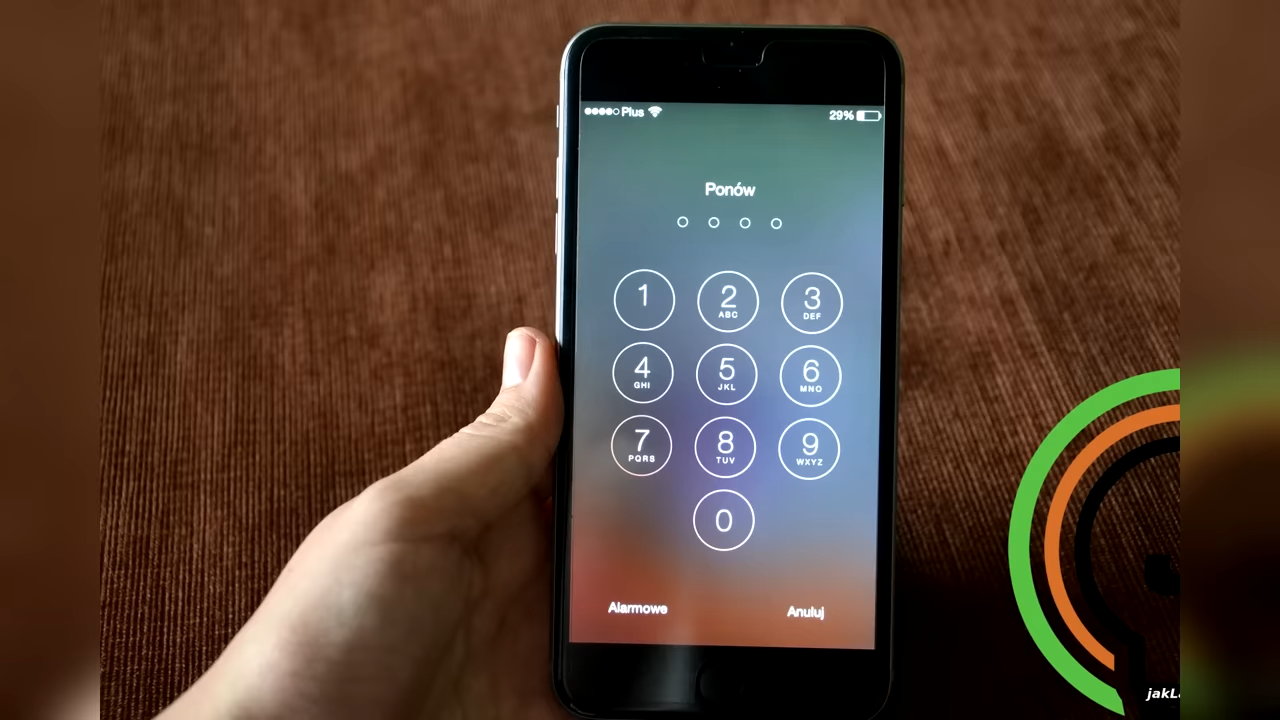 Plus 29%
Ponów
1 2 3
ABC DEF
4 5 6
GHI JKL MNO
7 8 9
PQRS TUV WXYZ
0
Alarmowe Anuluj